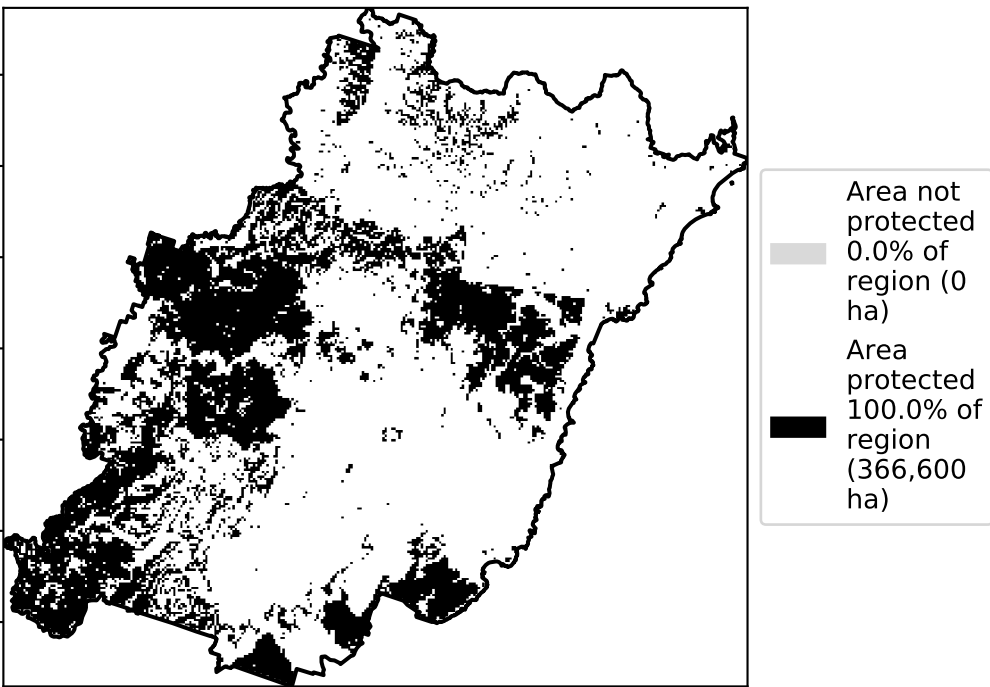 Area not
protected
0.0% of
region (0
ha)
Area
protected
100.0% of
region
(366,600
ha)